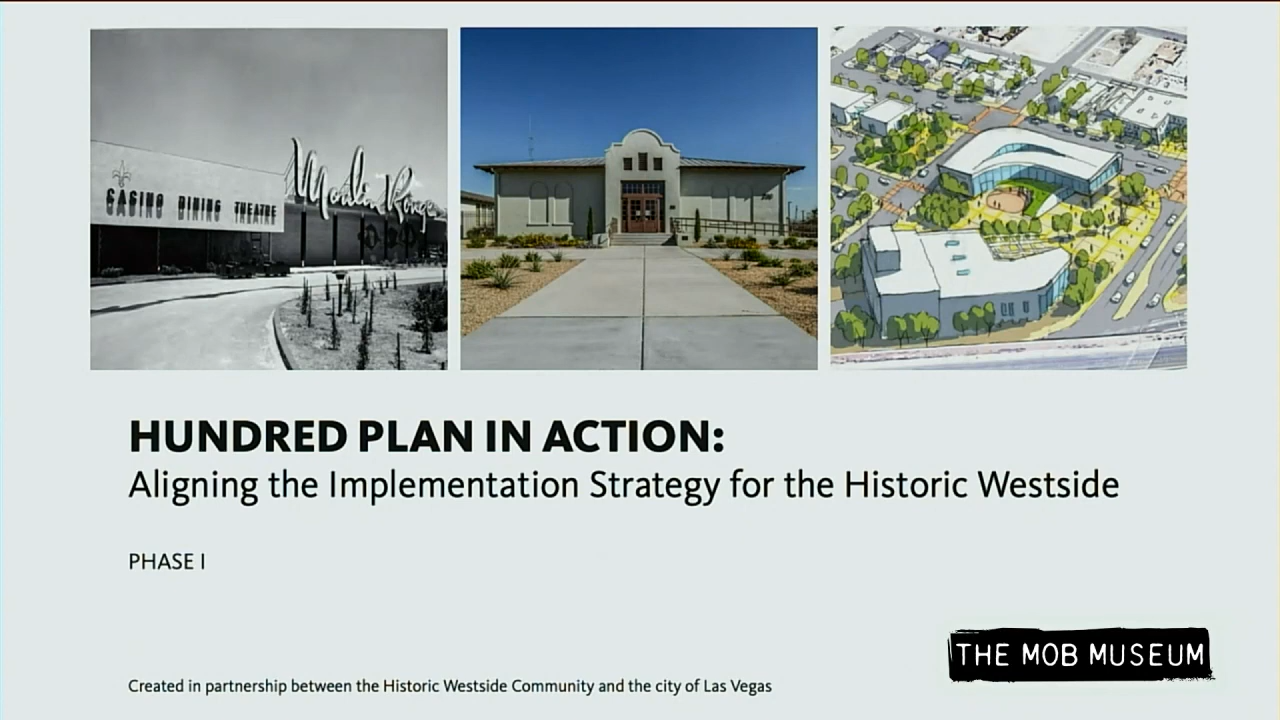 CASINO DINING THEATRE
Moulin Rouge
HUNDRED PLAN IN ACTION:
Aligning the Implementation Strategy for the Historic Westside
PHASE I
THE MOB MUSEUM
Created in partnership between the Historic Westside Community and the city of Las Vegas